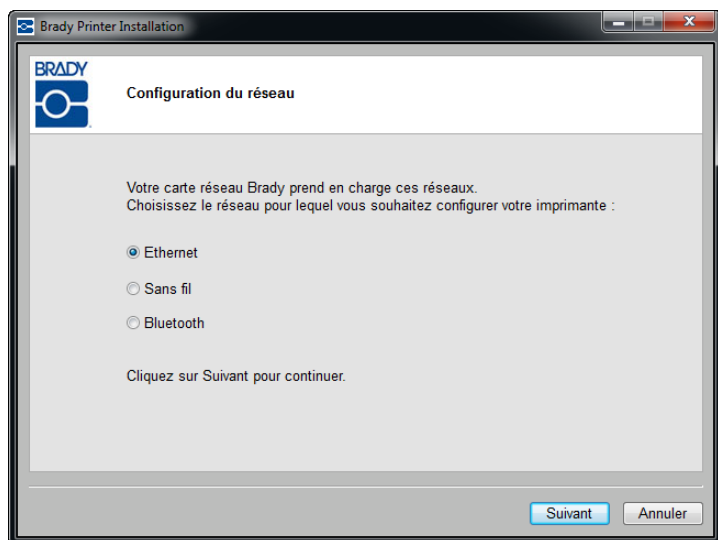 Brady Printer Installation
BRADY
Configuration du réseau
Votre carte réseau Brady prend en charge ces réseaux.
Choisissez le réseau pour lequel vous souhaitez configurer votre imprimante :
Ethernet
Sans fil
Bluetooth
Cliquez sur Suivant pour continuer.
Suivant
Annuler